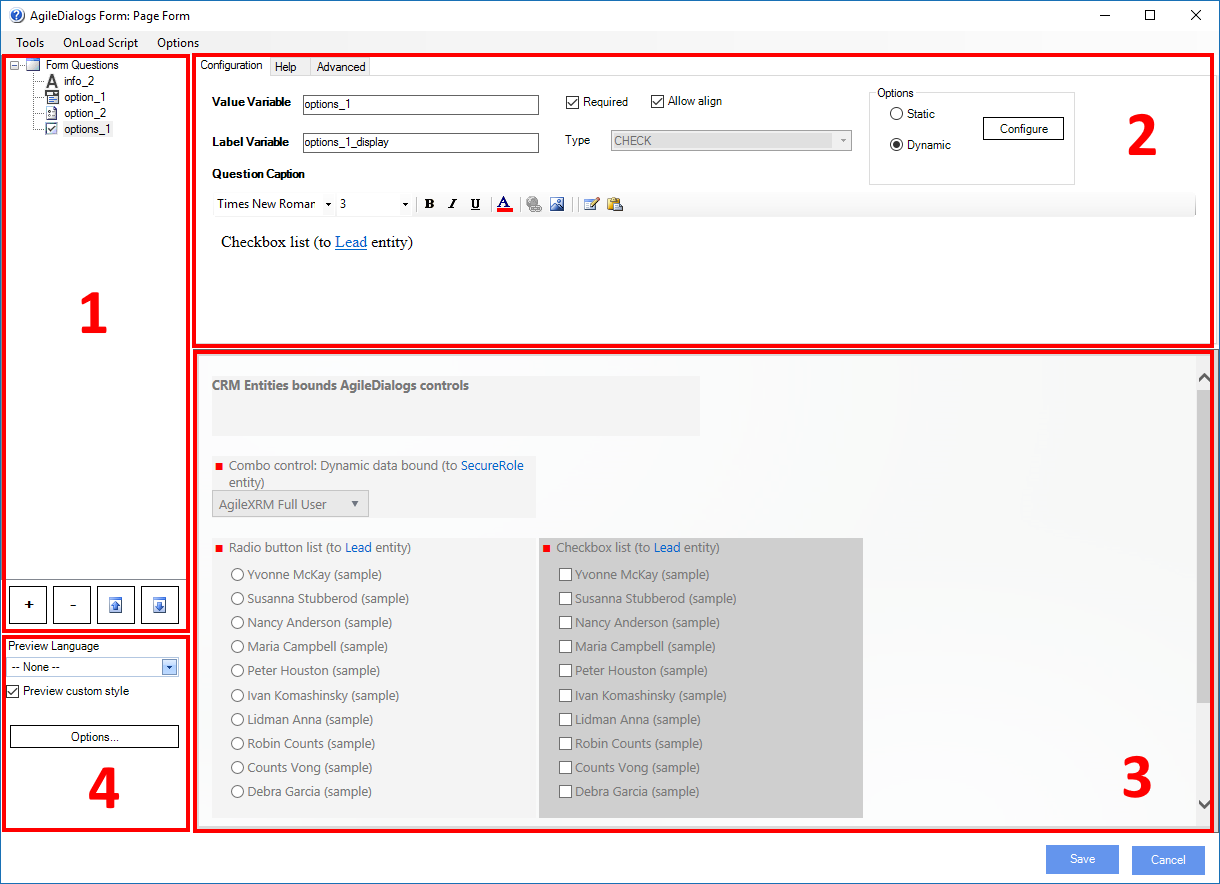 AgileDialogs Form: Page Form
Tools OnLoad Script Options
Form Questions
info_2
option_1
option_2
options_1
1
+ -
Configuration Help Advanced
Value Variable options_1 Required Allow align
Label Variable options_1_display Type CHECK
Options
Static
Dynamic
Configure
2
Question Caption
Times New Roman 3 B I U A
Checkbox list (to Lead entity)
CRM Entities bounds AgileDialogs controls
Combo control: Dynamic data bound (to SecureRole
entity)
AgileXRM Full User
Radio button list (to Lead entity)
Yvonne McKay (sample)
Susanna Stubberod (sample)
Nancy Anderson (sample)
Maria Campbell (sample)
Peter Houston (sample)
Ivan Komashinsky (sample)
Lidman Anna (sample)
Robin Counts (sample)
Counts Vong (sample)
Debra Garcia (sample)
Checkbox list (to Lead entity)
Yvonne McKay (sample)
Susanna Stubberod (sample)
Nancy Anderson (sample)
Maria Campbell (sample)
Peter Houston (sample)
Ivan Komashinsky (sample)
Lidman Anna (sample)
Robin Counts (sample)
Counts Vong (sample)
Debra Garcia (sample)
3
Preview Language
-- None --
Preview custom style
Options...
4
Save Cancel